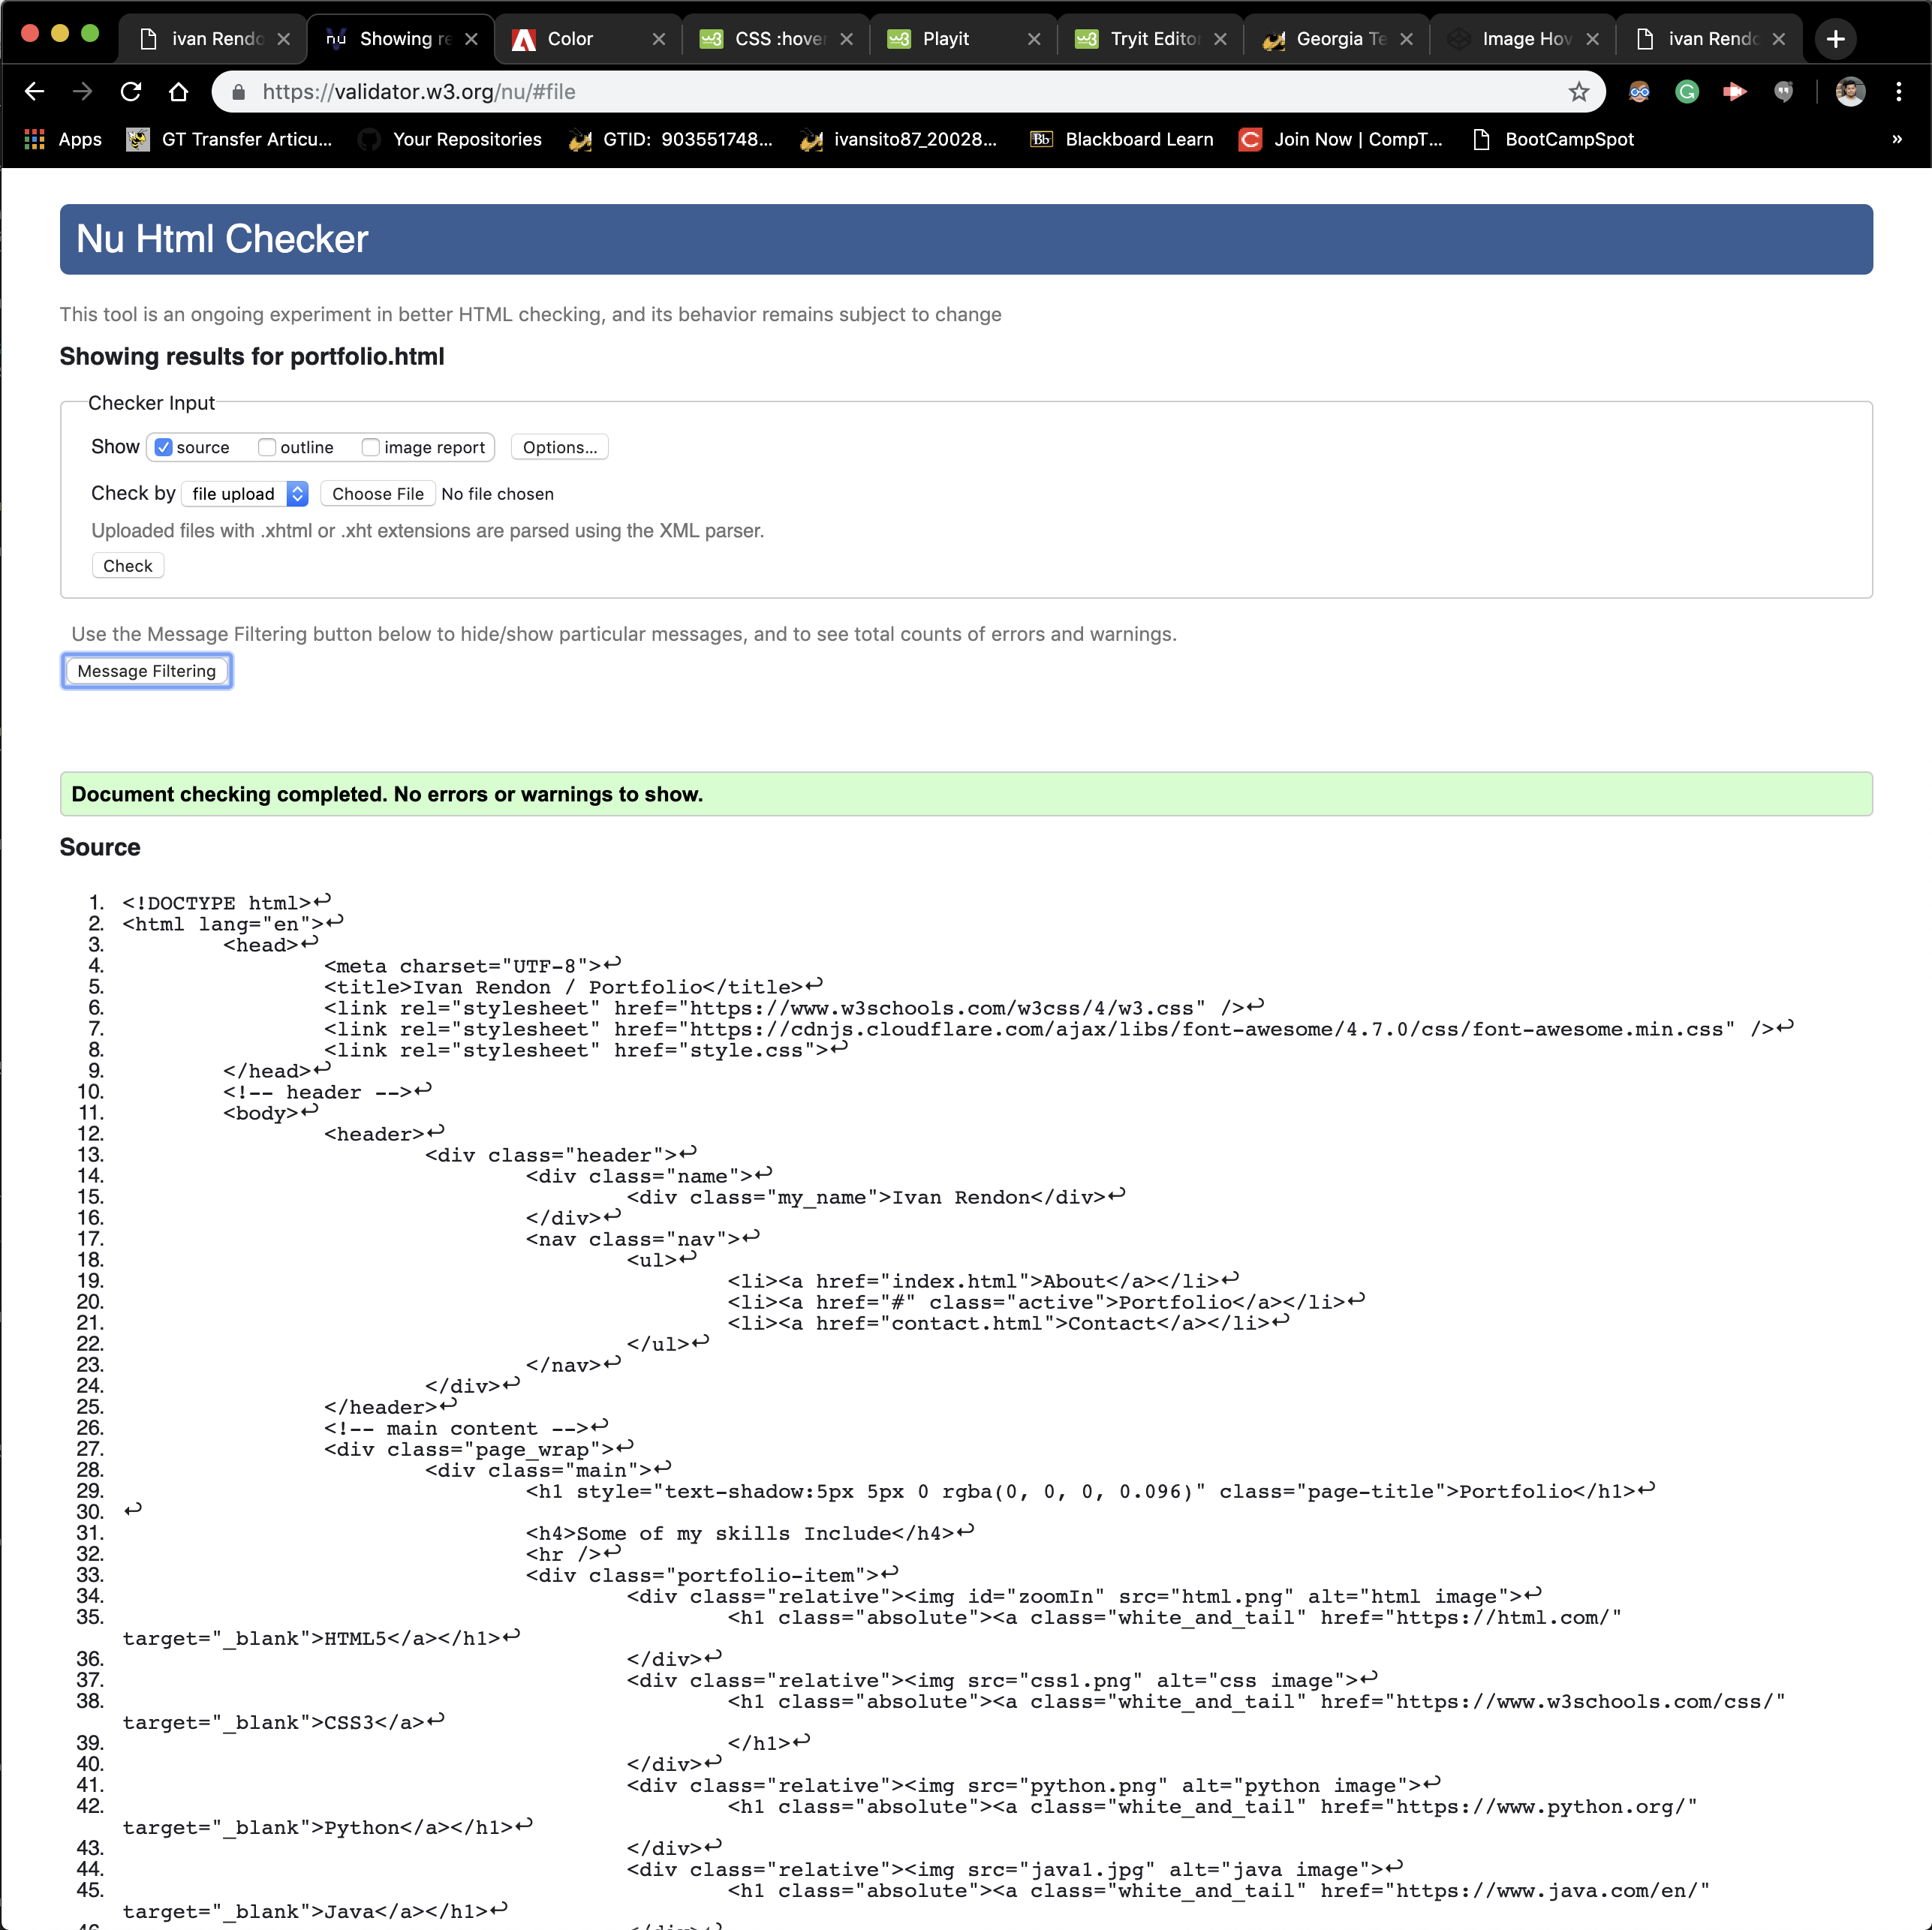 ivan Rendo
nu Showing re
Color
CSS :hover
Playit
Tryit Editor
Georgia Te
Image Hov
ivan Rendo
https://validator.w3.org/nu/#file
Apps
GT Transfer Articu...
Your Repositories
GTID: 903551748...
ivansito87_20028...
Bb Blackboard Learn
Join Now | CompT...
BootCampSpot
»
Nu Html Checker
This tool is an ongoing experiment in better HTML checking, and its behavior remains subject to change
Showing results for portfolio.html
Checker Input
Show source outline image report Options...
Check by file upload Choose File No file chosen
Uploaded files with .xhtml or .xht extensions are parsed using the XML parser.
Check
Use the Message Filtering button below to hide/show particular messages, and to see total counts of errors and warnings.
Message Filtering
Document checking completed. No errors or warnings to show.
Source
1. <!DOCTYPE html>↩
2. <html lang="en">↩
3. <head>↩
4. <meta charset="UTF-8">↩
5. <title>Ivan Rendon / Portfolio</title>↩
6. <link rel="stylesheet" href="https://www.w3schools.com/w3css/4/w3.css" />↩
7. <link rel="stylesheet" href="https://cdnjs.cloudflare.com/ajax/libs/font-awesome/4.7.0/css/font-awesome.min.css" />↩
8. <link rel="stylesheet" href="style.css">↩
9. </head>↩
10. <!-- header -->↩
11. <body>↩
12. <header>↩
13. <div class="header">↩
14. <div class="name">↩
15. <div class="my_name">Ivan Rendon</div>↩
16. </div>↩
17. <nav class="nav">↩
18. <ul>↩
19. <li><a href="index.html">About</a></li>↩
20. <li><a href="#" class="active">Portfolio</a></li>↩
21. <li><a href="contact.html">Contact</a></li>↩
22. </ul>↩
23. </nav>↩
24. </div>↩
25. </header>↩
26. <!-- main content -->↩
27. <div class="page_wrap">↩
28. <div class="main">↩
29. <h1 style="text-shadow:5px 5px 0 rgba(0, 0, 0, 0.096)" class="page-title">Portfolio</h1>↩
30. ↩
31. <h4>Some of my skills Include</h4>↩
32. <hr />↩
33. <div class="portfolio-item">↩
34. <div class="relative"><img id="zoomIn" src="html.png" alt="html image">↩
35. <h1 class="absolute"><a class="white_and_tail" href="https://html.com/"
target="_blank">HTML5</a></h1>↩
36. </div>↩
37. <div class="relative"><img src="css1.png" alt="css image">↩
38. <h1 class="absolute"><a class="white_and_tail" href="https://www.w3schools.com/css/"
target="_blank">CSS3</a>↩
39. </h1>↩
40. </div>↩
41. <div class="relative"><img src="python.png" alt="python image">↩
42. <h1 class="absolute"><a class="white_and_tail" href="https://www.python.org/"
target="_blank">Python</a></h1>↩
43. </div>↩
44. <div class="relative"><img src="java1.jpg" alt="java image">↩
45. <h1 class="absolute"><a class="white_and_tail" href="https://www.java.com/en/"
target="_blank">Java</a></h1>↩